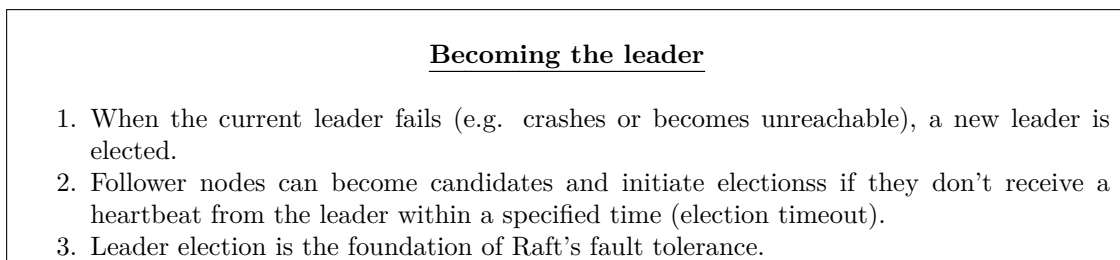 Becoming the leader
1. When the current leader fails (e.g. crashes or becomes unreachable), a new leader is
elected.
2. Follower nodes can become candidates and initiate electionss if they don't receive a
heartbeat from the leader within a specified time (election timeout).
3. Leader election is the foundation of Raft's fault tolerance.